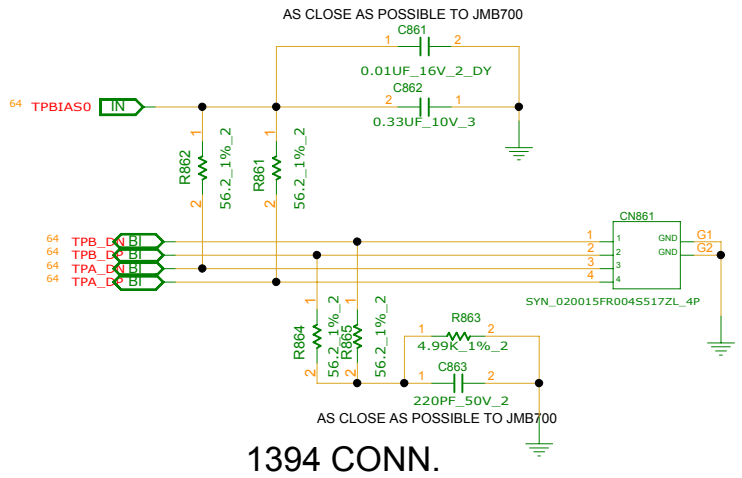 AS CLOSE AS POSSIBLE TO JMB700
C861
1 2
0.01UF_16V_2_DY
C862
64 TPBIAS0 IN 2 1
0.33UF_10V_3
1 1
R862 56.2_1%_2 R861 56.2_1%_2
2 2
CN861
64 TPB_DN BI 1 1 GND G1
64 TPB_DP BI 2 2 GND G2
64 TPA_DN BI 3 3
64 TPA_DP BI 4 4
SYN_020015FR004S517ZL_4P
1 1
R864 56.2_1%_2 R865 56.2_1%_2
2 2
R863
1 2
4.99K_1%_2
C863
1 2
220PF_50V_2
AS CLOSE AS POSSIBLE TO JMB700
1394 CONN.